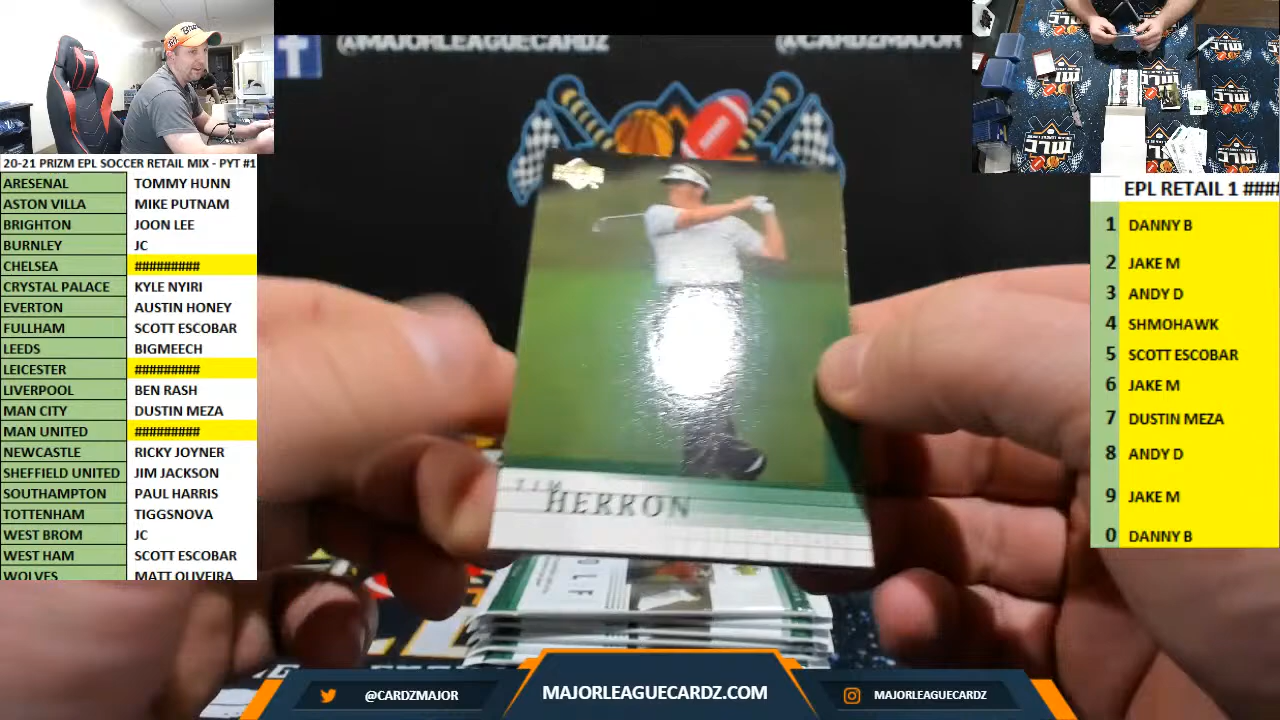 @MAJORLEAGUECARDZ
@CARDZMAJOR
20-21 PRIZM EPL SOCCER RETAIL MIX - PYT #1
ARESENAL TOMMY HUNN
ASTON VILLA MIKE PUTNAM
BRIGHTON JOON LEE
BURNLEY JC
CHELSEA #########
CRYSTAL PALACE KYLE NYIRI
EVERTON AUSTIN HONEY
FULLHAM SCOTT ESCOBAR
LEEDS BIGMEECH
LEICESTER #########
LIVERPOOL BEN RASH
MAN CITY DUSTIN MEZA
MAN UNITED #########
NEWCASTLE RICKY JOYNER
SHEFFIELD UNITED JIM JACKSON
SOUTHAMPTON PAUL HARRIS
TOTTENHAM TIGGSNOVA
WEST BROM JC
WEST HAM SCOTT ESCOBAR
WOLVES MATT OLIVEIRA
TIM
HERRON
EPL RETAIL 1 ####
1 DANNY B
2 JAKE M
3 ANDY D
4 SHMOHAWK
5 SCOTT ESCOBAR
6 JAKE M
7 DUSTIN MEZA
8 ANDY D
9 JAKE M
0 DANNY B
@CARDZMAJOR
MAJORLEAGUECARDZ.COM
MAJORLEAGUECARDZ